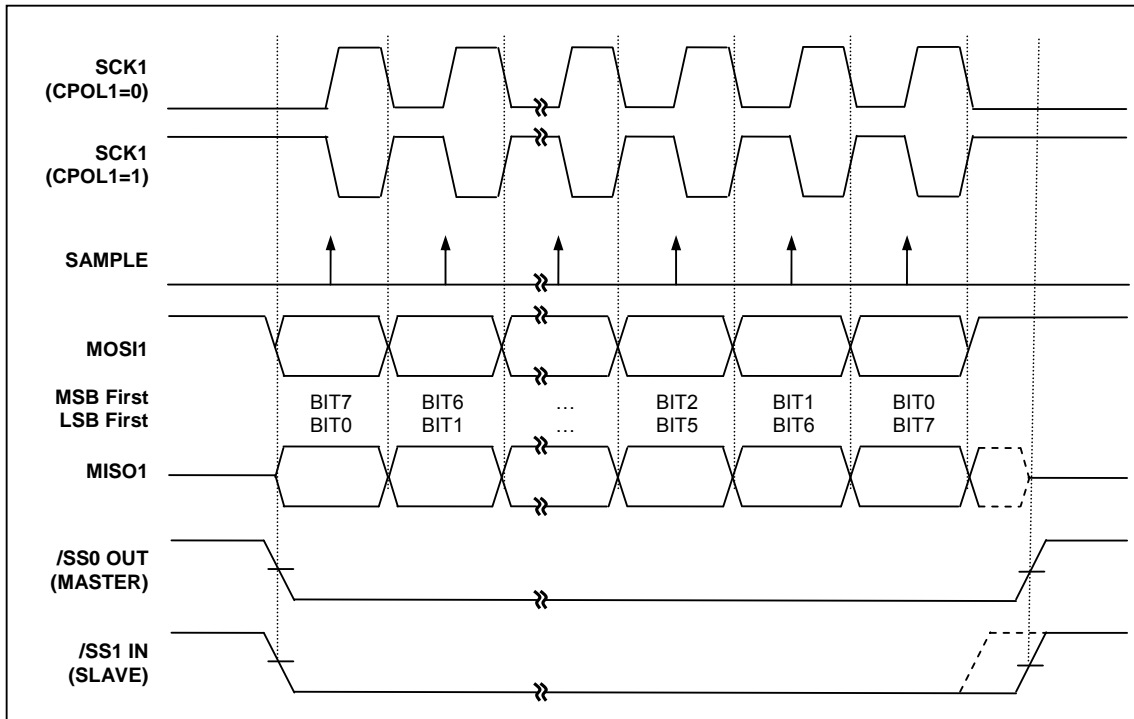 SCK1
(CPOL1=0)
SCK1
(CPOL1=1)
SAMPLE
MOSI1
MSB First BIT7 BIT6 … BIT2 BIT1 BIT0
LSB First BIT0 BIT1 … BIT5 BIT6 BIT7
MISO1
/SS0 OUT
(MASTER)
/SS1 IN
(SLAVE)